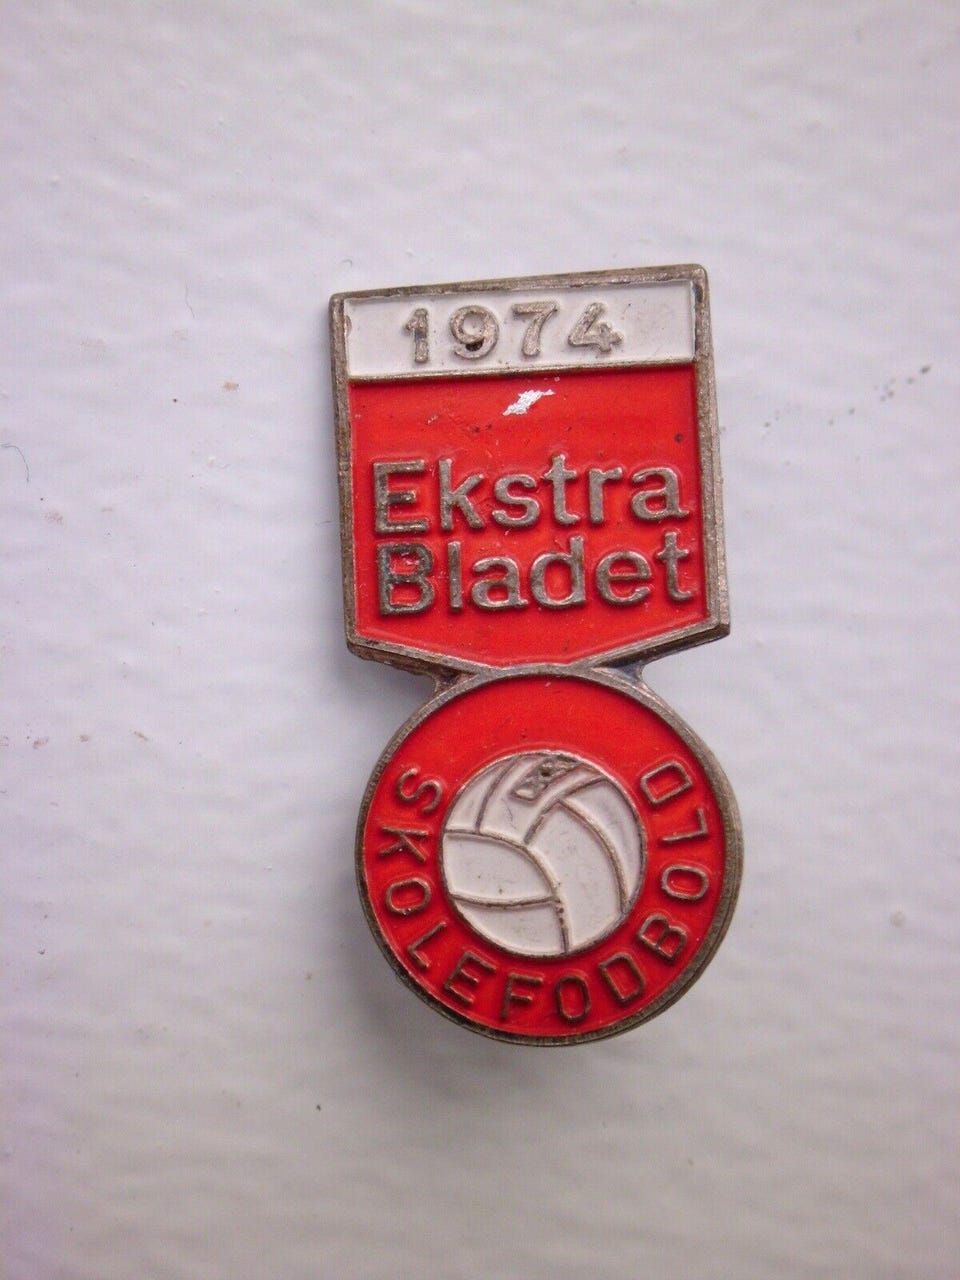 1974
Ekstra
Bladet
SKOLEFODBOLD